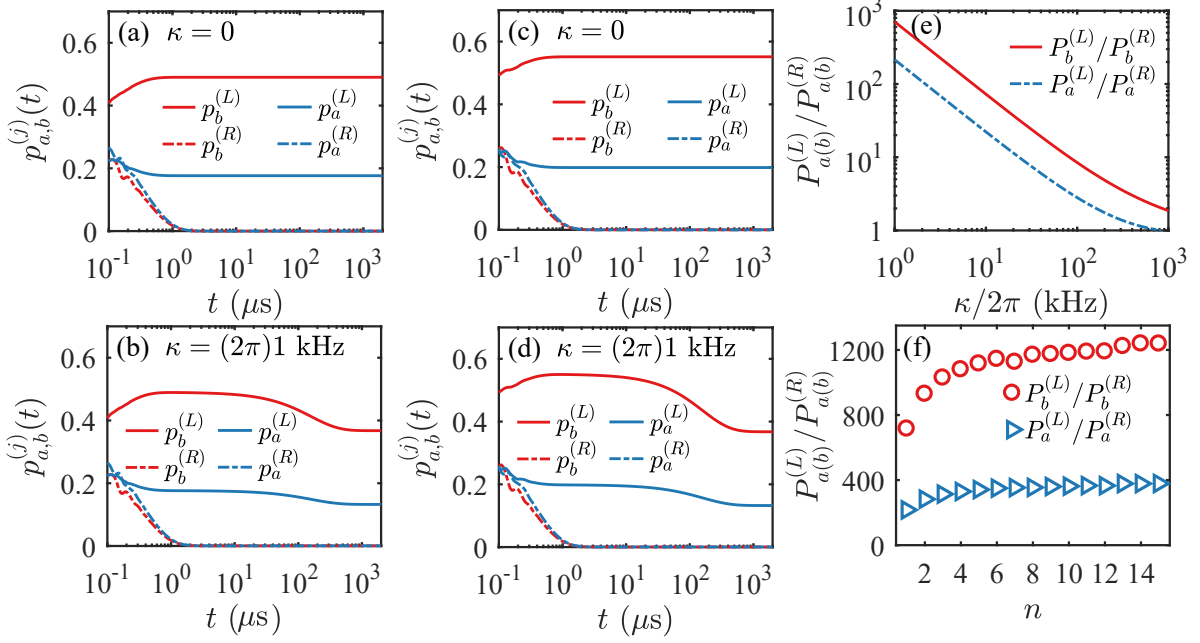 (a) κ = 0
p_{a,b}^{(j)}(t)
0.6
0.4
0.2
0
p_b^{(L)} p_a^{(L)}
p_b^{(R)} p_a^{(R)}
10^{-1} 10^0 10^1 10^2 10^3
t (μs)
(c) κ = 0
p_{a,b}^{(j)}(t)
0.6
0.4
0.2
0
p_b^{(L)} p_a^{(L)}
p_b^{(R)} p_a^{(R)}
10^{-1} 10^0 10^1 10^2 10^3
t (μs)
(e)
P_{a(b)}^{(L)}/P_{a(b)}^{(R)}
10^3
10^2
10^1
1
P_b^{(L)}/P_b^{(R)}
P_a^{(L)}/P_a^{(R)}
10^0 10^1 10^2 10^3
κ/2π (kHz)
(b) κ = (2π)1 kHz
p_{a,b}^{(j)}(t)
0.6
0.4
0.2
0
p_b^{(L)} p_a^{(L)}
p_b^{(R)} p_a^{(R)}
10^{-1} 10^0 10^1 10^2 10^3
t (μs)
(d) κ = (2π)1 kHz
p_{a,b}^{(j)}(t)
0.6
0.4
0.2
0
p_b^{(L)} p_a^{(L)}
p_b^{(R)} p_a^{(R)}
10^{-1} 10^0 10^1 10^2 10^3
t (μs)
(f)
P_{a(b)}^{(L)}/P_{a(b)}^{(R)}
1200
800
400
0
P_b^{(L)}/P_b^{(R)}
P_a^{(L)}/P_a^{(R)}
2 4 6 8 10 12 14
n